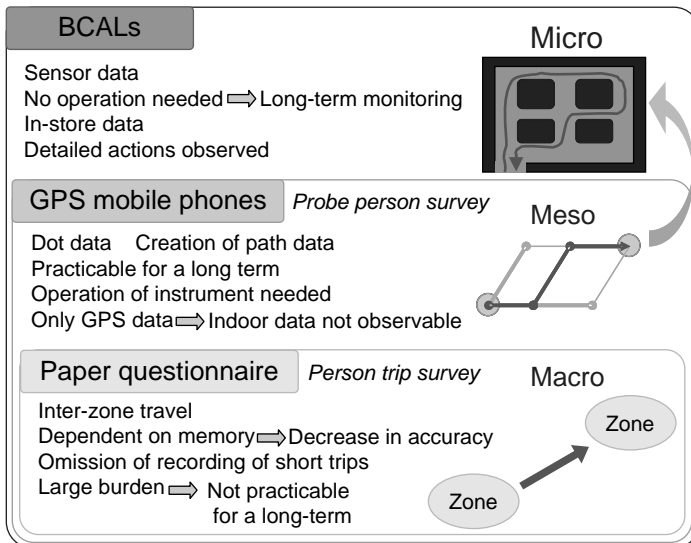 BCALs
Micro
Sensor data
No operation needed ⇨ Long-term monitoring
In-store data
Detailed actions observed
GPS mobile phones
Probe person survey
Meso
Dot data Creation of path data
Practicable for a long term
Operation of instrument needed
Only GPS data ⇨ Indoor data not observable
Paper questionnaire
Person trip survey
Macro
Inter-zone travel
Dependent on memory ⇨ Decrease in accuracy
Omission of recording of short trips
Large burden ⇨ Not practicable
for a long-term
Zone
Zone